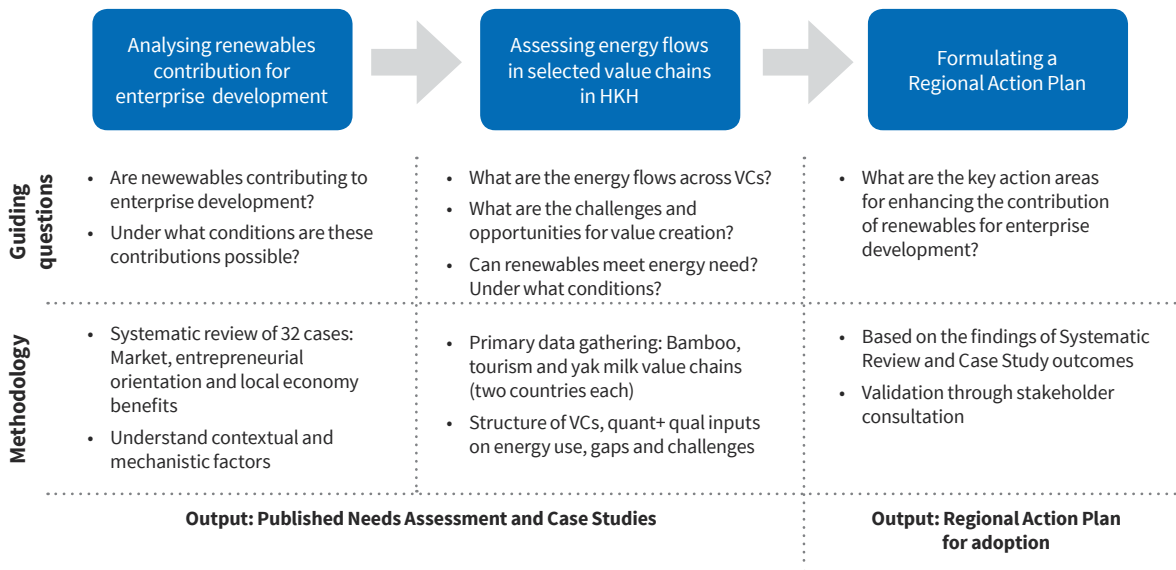 Analysing renewables
contribution for
enterprise development
Assessing energy flows
in selected value chains
in HKH
Formulating a
Regional Action Plan
Guiding
questions
• Are newewables contributing to
enterprise development?
• Under what conditions are these
contributions possible?
• What are the energy flows across VCs?
• What are the challenges and
opportunities for value creation?
• Can renewables meet energy need?
Under what conditions?
• What are the key action areas
for enhancing the contribution
of renewables for enterprise
development?
Methodology
• Systematic review of 32 cases:
Market, entrepreneurial
orientation and local economy
benefits
• Understand contextual and
mechanistic factors
• Primary data gathering: Bamboo,
tourism and yak milk value chains
(two countries each)
• Structure of VCs, quant+ qual inputs
on energy use, gaps and challenges
• Based on the findings of Systematic
Review and Case Study outcomes
• Validation through stakeholder
consultation
Output: Published Needs Assessment and Case Studies
Output: Regional Action Plan
for adoption